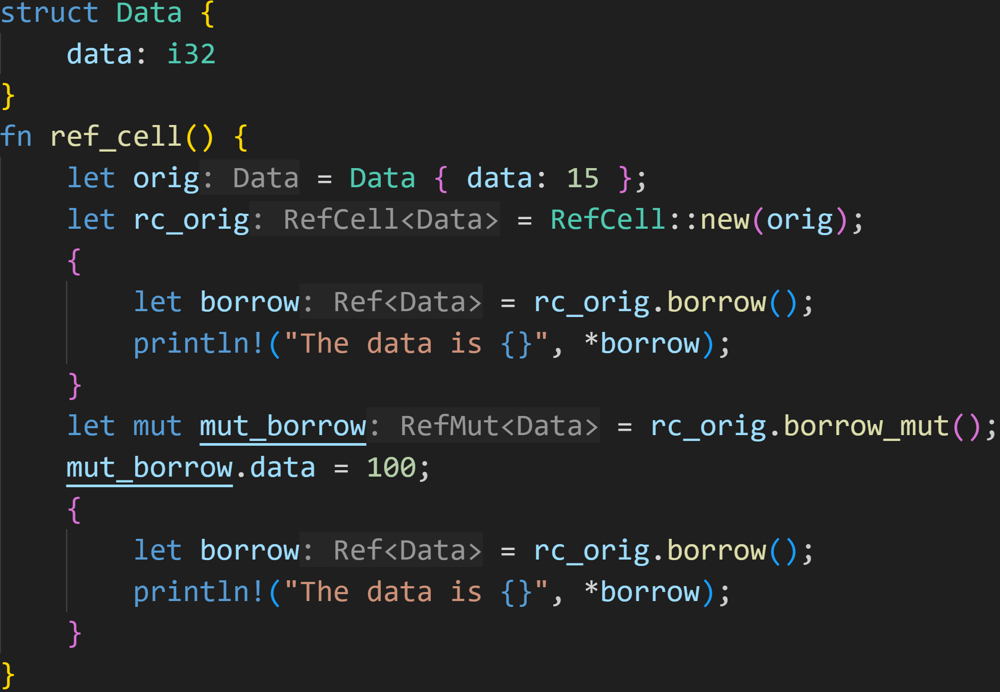 struct Data {
    data: i32
}
fn ref_cell() {
    let orig: Data = Data { data: 15 };
    let rc_orig: RefCell<Data> = RefCell::new(orig);
    {
        let borrow: Ref<Data> = rc_orig.borrow();
        println!("The data is {}", *borrow);
    }
    let mut mut_borrow: RefMut<Data> = rc_orig.borrow_mut();
    mut_borrow.data = 100;
    {
        let borrow: Ref<Data> = rc_orig.borrow();
        println!("The data is {}", *borrow);
    }
}